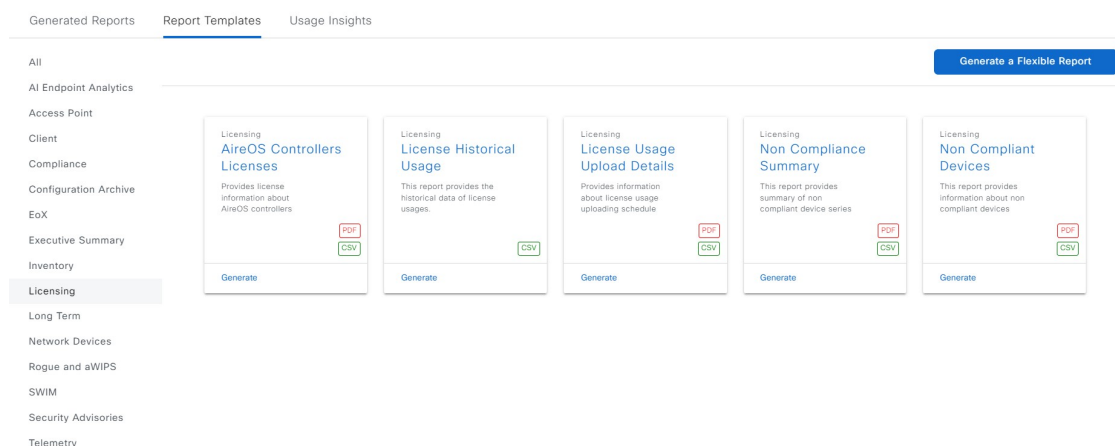 Generated Reports
Report Templates
Usage Insights
All
AI Endpoint Analytics
Access Point
Client
Compliance
Configuration Archive
EoX
Executive Summary
Inventory
Licensing
Long Term
Network Devices
Rogue and aWIPS
SWIM
Security Advisories
Telemetry
Generate a Flexible Report
Licensing
AireOS Controllers
Licenses
Provides license
information about
AireOS controllers
PDF
CSV
Generate
Licensing
License Historical
Usage
This report provides the
historical data of license
usages.
CSV
Generate
Licensing
License Usage
Upload Details
Provides information
about license usage
uploading schedule
PDF
CSV
Generate
Licensing
Non Compliance
Summary
This report provides
summary of non
compliant device series
PDF
CSV
Generate
Licensing
Non Compliant
Devices
This report provides
information about non
compliant devices
PDF
CSV
Generate